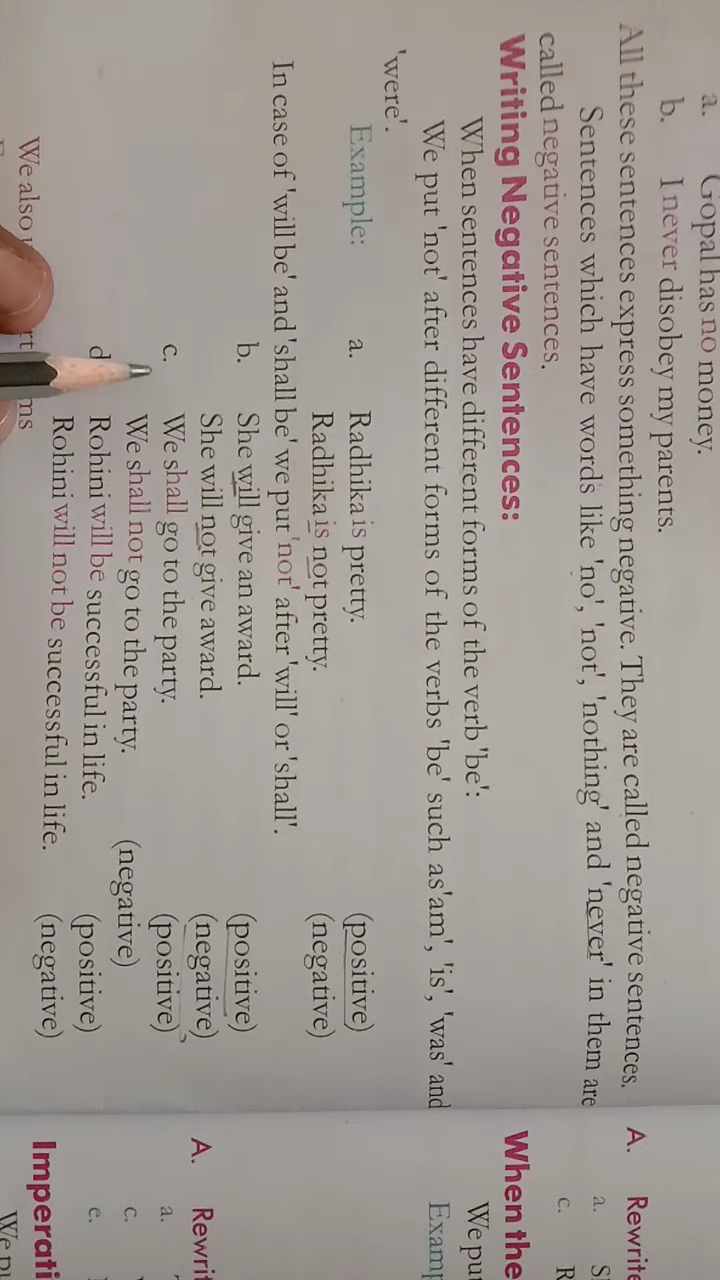 a. Gopal has no money.
b. I never disobey my parents.
All these sentences express something negative. They are called negative sentences.
Sentences which have words like 'no', 'not', 'nothing' and 'never' in them are
called negative sentences.
Writing Negative Sentences:
When sentences have different forms of the verb 'be':
We put 'not' after different forms of the verbs 'be' such as'am', 'is', 'was' and
'were'.
Example: a. Radhika is pretty. (positive)
Radhika is not pretty. (negative)
In case of 'will be' and 'shall be' we put 'not' after 'will' or 'shall'.
b. She will give an award. (positive)
She will not give award. (negative)
c. We shall go to the party. (positive)
We shall not go to the party. (negative)
d Rohini will be successful in life. (positive)
Rohini will not be successful in life. (negative)
We also
A.
a.
c.
When the
We
A.
a.
c.
e.
We